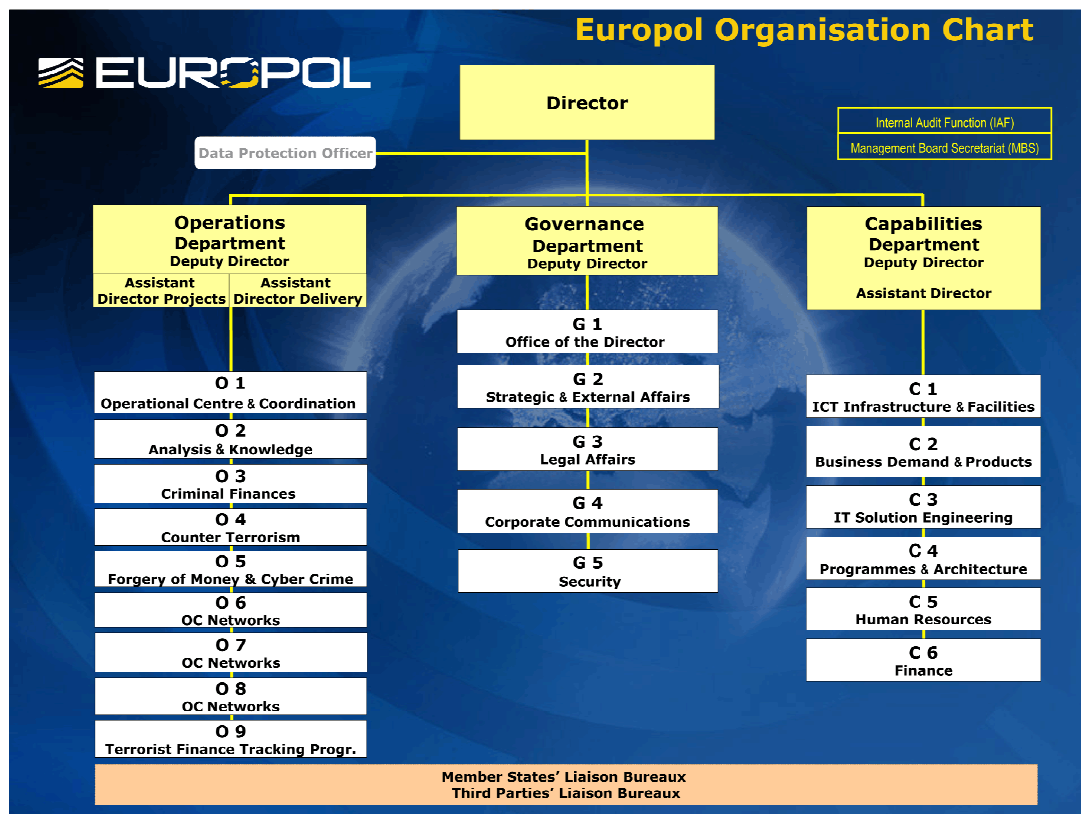 Europol Organisation Chart
EUROPOL
Director
Internal Audit Function (IAF)
Management Board Secretariat (MBS)
Data Protection Officer
Operations
Department
Deputy Director
Assistant
Director Projects
Assistant
Director Delivery
O 1
Operational Centre & Coordination
O 2
Analysis & Knowledge
O 3
Criminal Finances
O 4
Counter Terrorism
O 5
Forgery of Money & Cyber Crime
O 6
OC Networks
O 7
OC Networks
O 8
OC Networks
O 9
Terrorist Finance Tracking Progr.
Governance
Department
Deputy Director
G 1
Office of the Director
G 2
Strategic & External Affairs
G 3
Legal Affairs
G 4
Corporate Communications
G 5
Security
Capabilities
Department
Deputy Director
Assistant Director
C 1
ICT Infrastructure & Facilities
C 2
Business Demand & Products
C 3
IT Solution Engineering
C 4
Programmes & Architecture
C 5
Human Resources
C 6
Finance
Member States’ Liaison Bureaux
Third Parties’ Liaison Bureaux